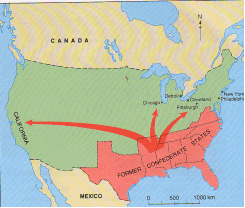 N
CANADA
Detroit
Chicago
Cleveland
Pittsburgh
New York
Philadelphia
CALIFORNIA
FORMER CONFEDERATE STATES
MEXICO
0 500 1000 km